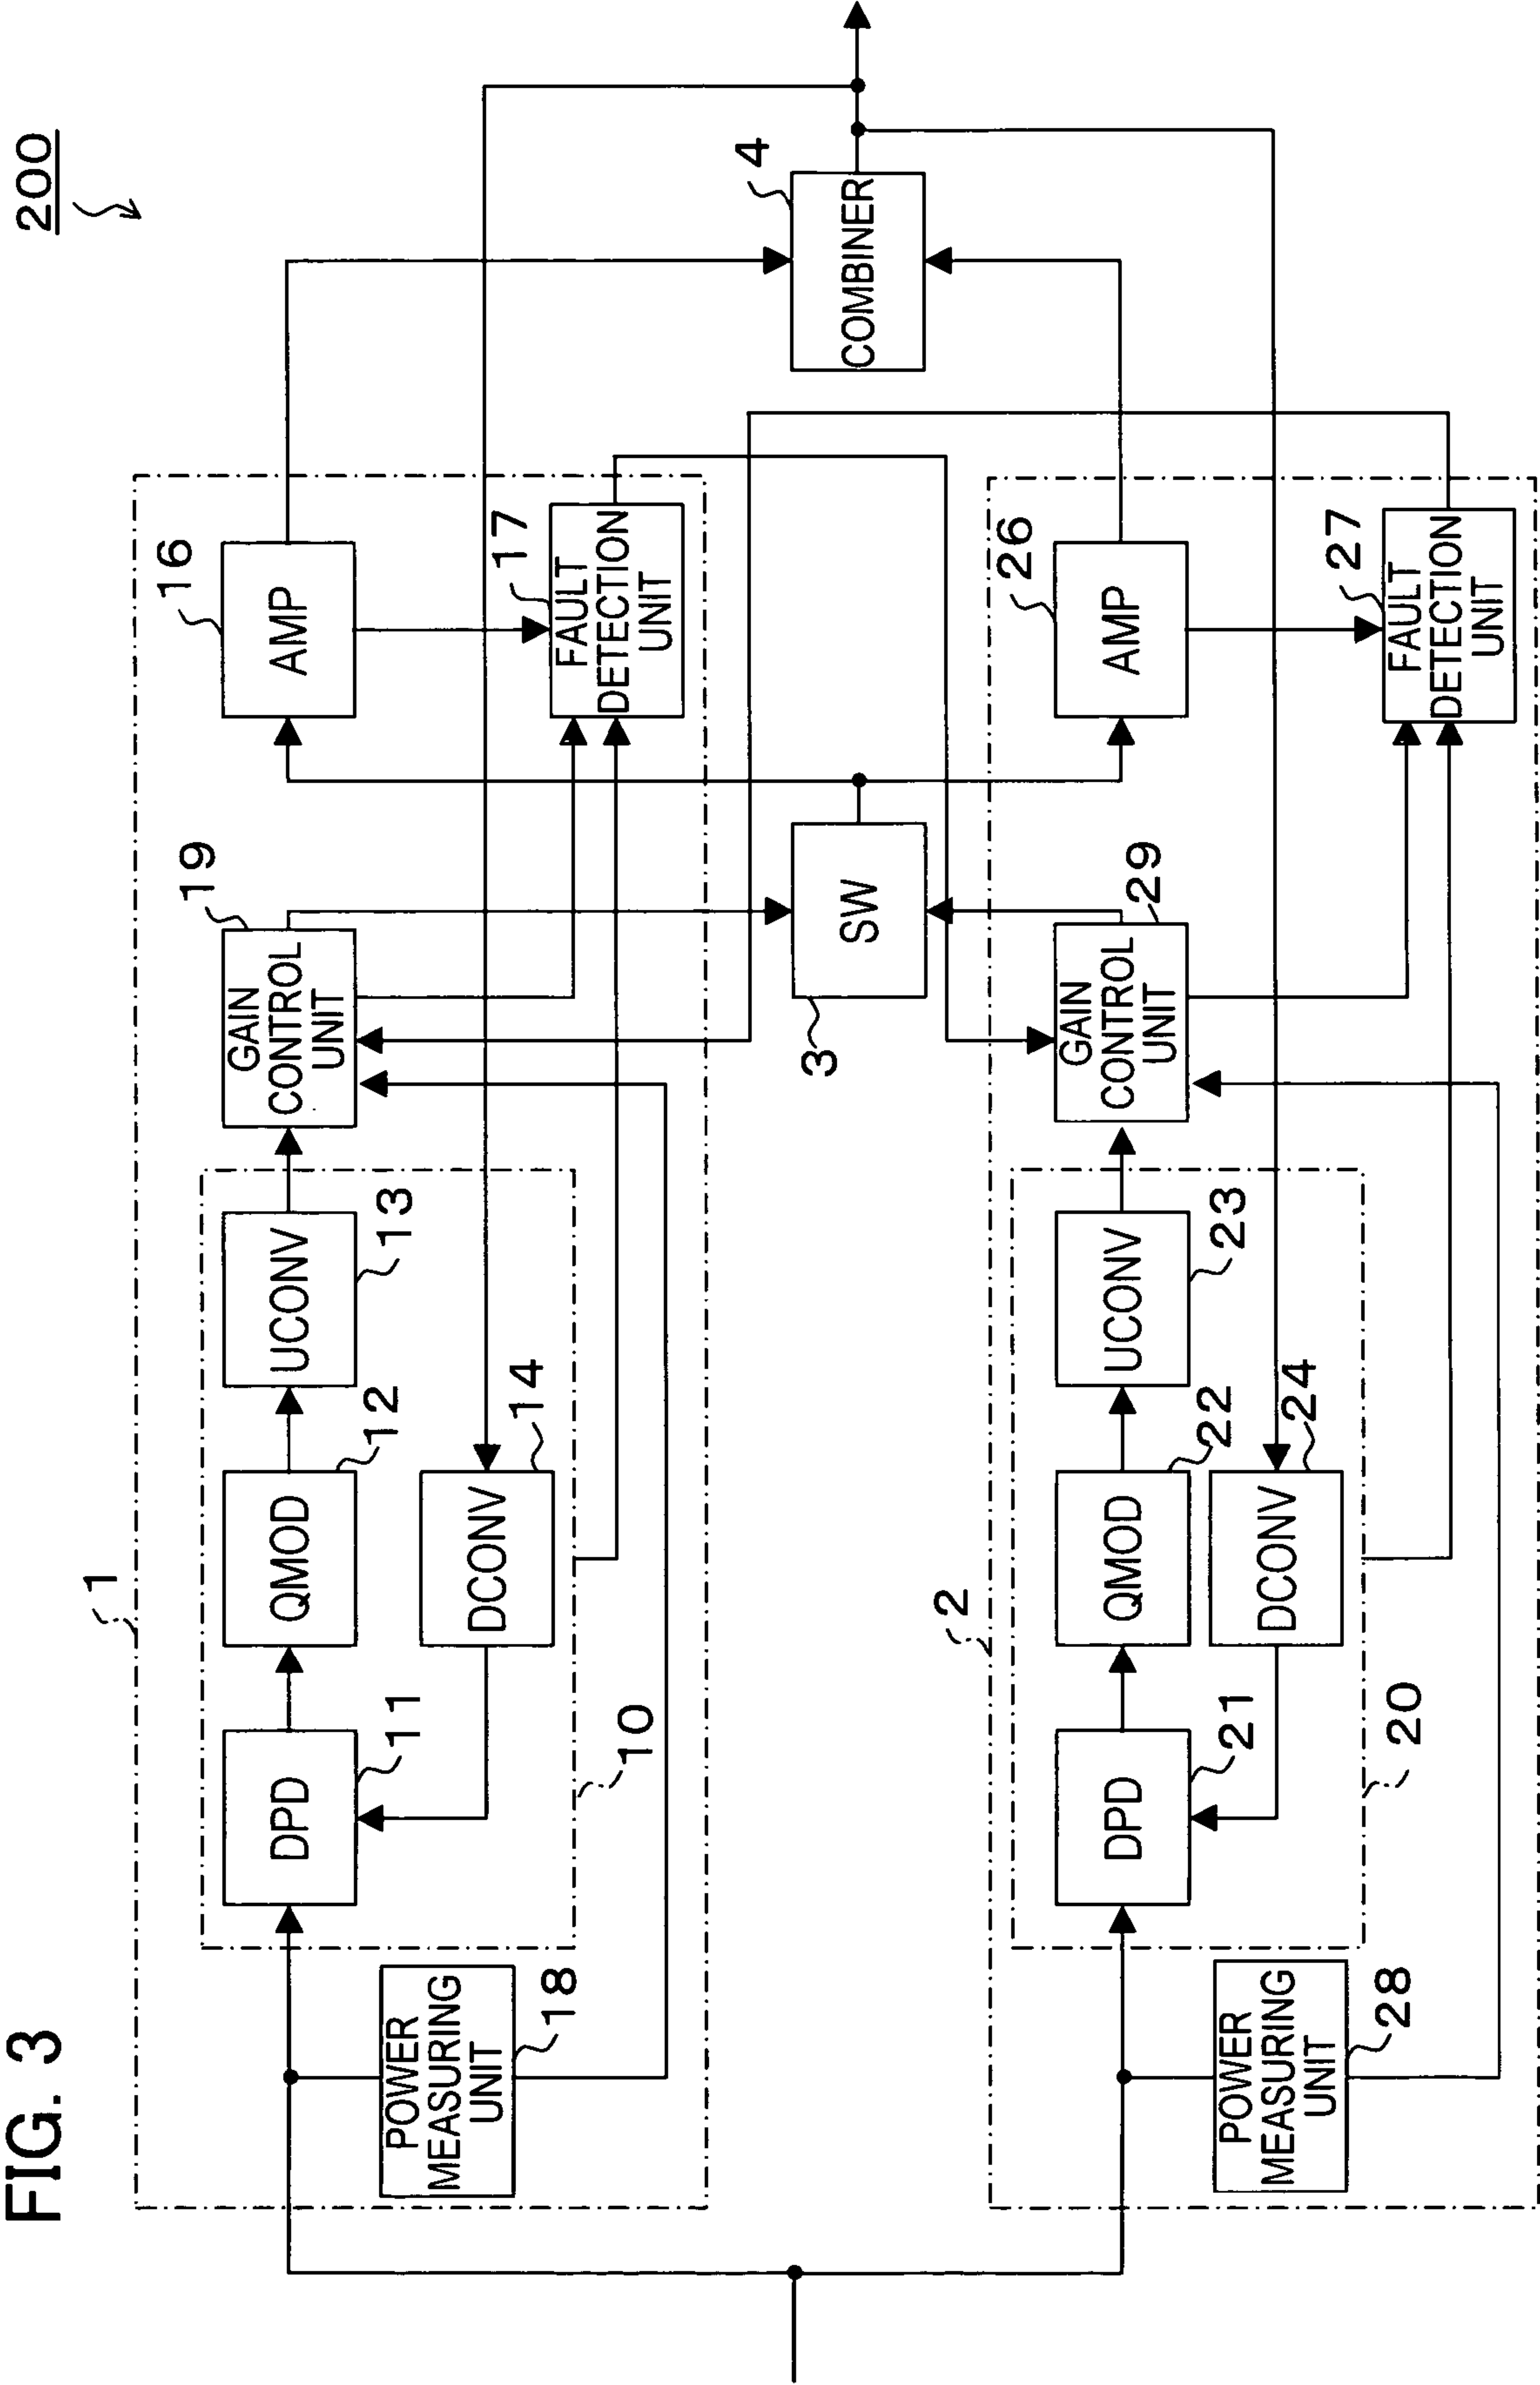 FIG. 3
200
1
16
AMP
19
GAIN
CONTROL
UNIT
13
UCONV
12
QMOD
11
DPD
17
FAULT
DETECTION
UNIT
14
DCONV
10
POWER
MEASURING
UNIT
18
4
COMBINER
SW
3
2
26
AMP
29
GAIN
CONTROL
UNIT
23
UCONV
22
QMOD
21
DPD
27
FAULT
DETECTION
UNIT
24
DCONV
20
POWER
MEASURING
UNIT
28